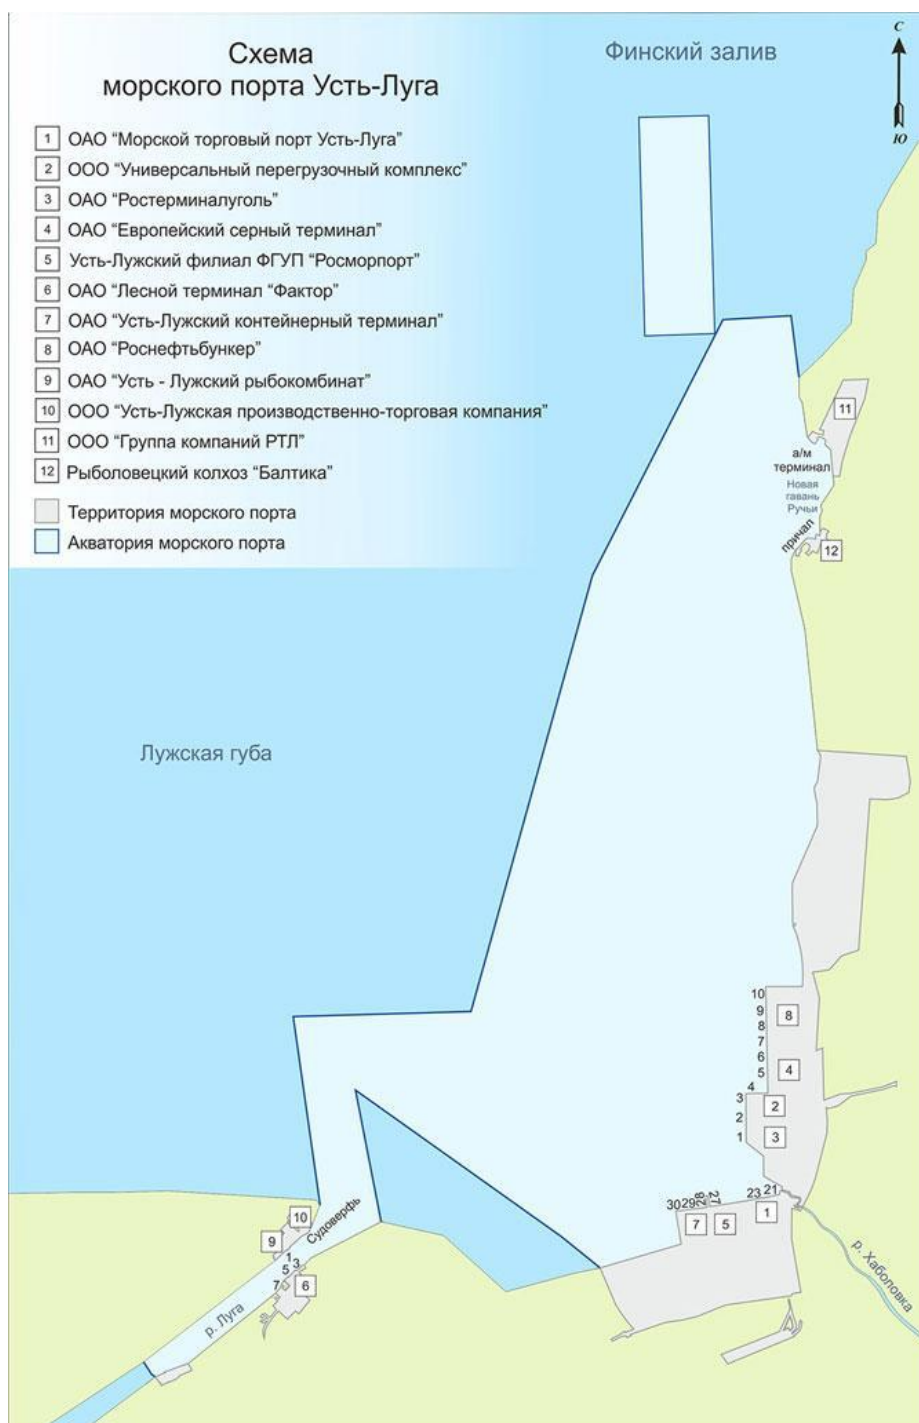 Схема
морского порта Усть-Луга
Финский залив
С
Ю
1 ОАО “Морской торговый порт Усть-Луга”
2 ООО “Универсальный перегрузочный комплекс”
3 ОАО “Ростерминалуголь”
4 ОАО “Европейский серный терминал”
5 Усть-Лужский филиал ФГУП “Росморпорт”
6 ОАО “Лесной терминал “Фактор”
7 ОАО “Усть-Лужский контейнерный терминал”
8 ОАО “Роснефтьбункер”
9 ОАО “Усть - Лужский рыбокомбинат”
10 ООО “Усть-Лужская производственно-торговая компания”
11 ООО “Группа компаний РТЛ”
12 Рыболовецкий колхоз “Балтика”
Территория морского порта
Акватория морского порта
11
а/м
терминал
Новая
гавань
Ручьи
причал
12
Лужская губа
10
9
8
8
7
6
5
4
4
3
2
2
1
3
30 29 28 27 23 21
7
5
1
р. Хаболовка
10
Судоверфь
9
1
3
5
7
6
р. Луга